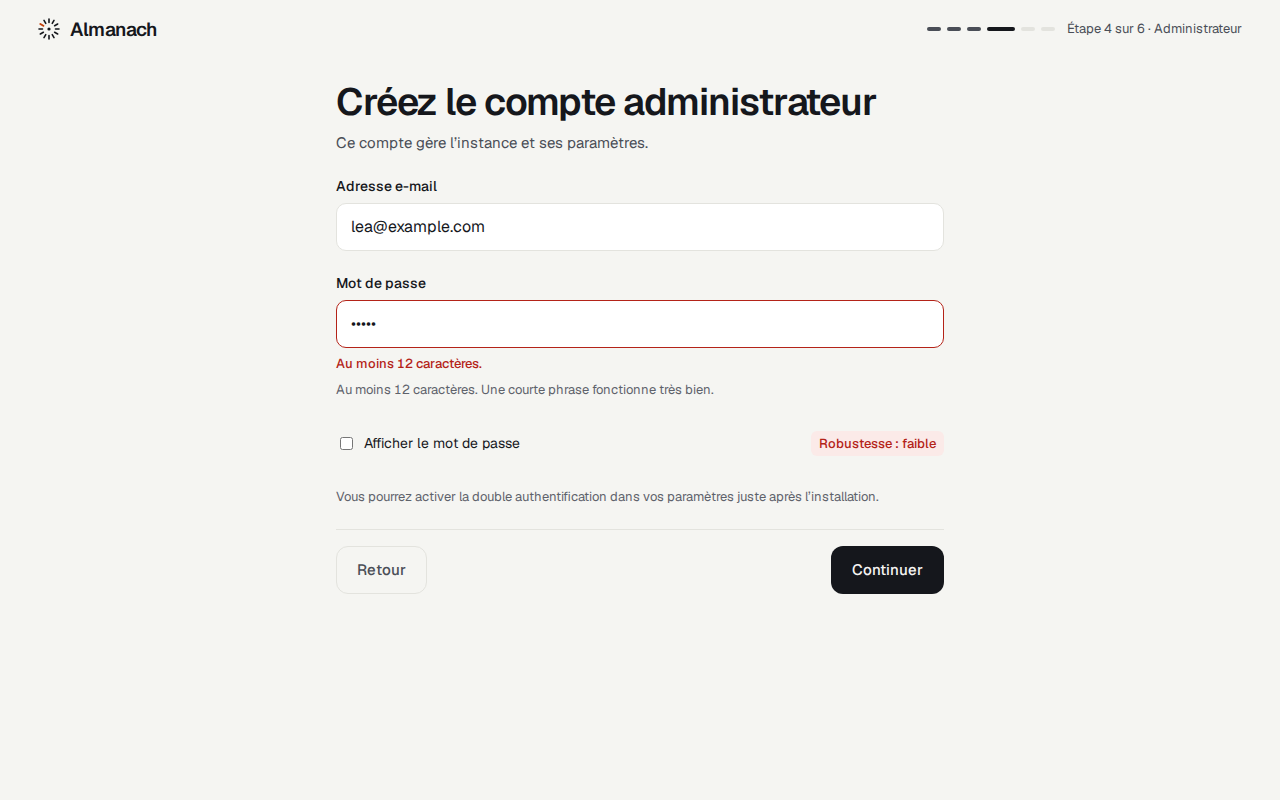 Almanach
Étape 4 sur 6 · Administrateur
Créez le compte administrateur
Ce compte gère l’instance et ses paramètres.
Adresse e-mail
lea@example.com
Mot de passe
•••••
Au moins 12 caractères.
Au moins 12 caractères. Une courte phrase fonctionne très bien.
Afficher le mot de passe
Robustesse : faible
Vous pourrez activer la double authentification dans vos paramètres juste après l’installation.
Retour
Continuer